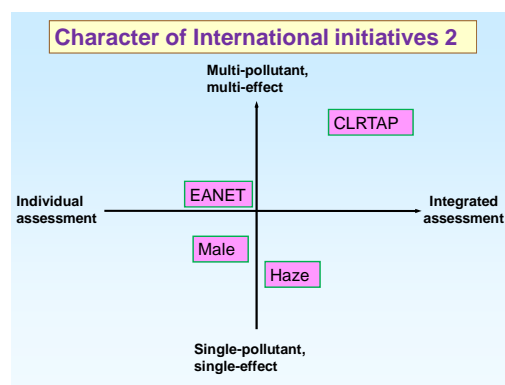 Character of International initiatives 2
Multi-pollutant,
multi-effect
CLRTAP
EANET
Individual
assessment
Integrated
assessment
Male
Haze
Single-pollutant,
single-effect